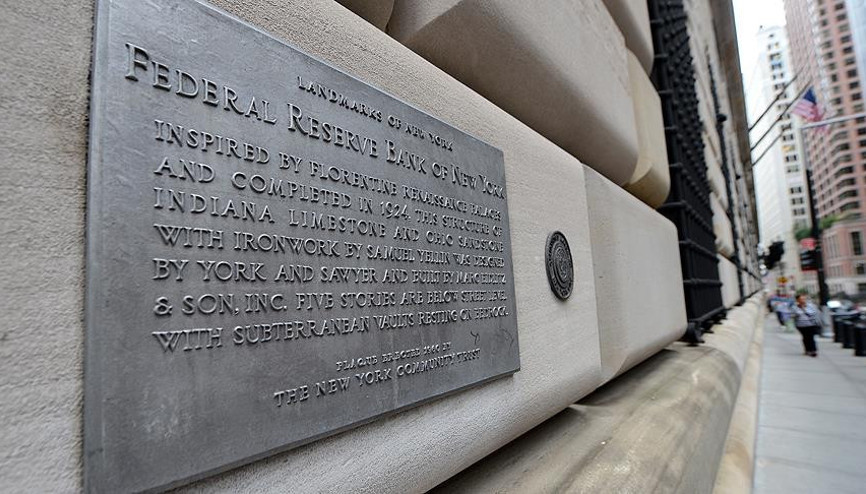 LANDMARKS OF NEW YORK
FEDERAL RESERVE BANK OF NEW YORK
INSPIRED BY FLORENTINE RENAISSANCE PALACES
AND COMPLETED IN 1924, THIS STRUCTURE OF
INDIANA LIMESTONE AND OHIO SANDSTONE
WITH IRONWORK BY SAMUEL YELLIN WAS DESIGNED
BY YORK AND SAWYER AND BUILT BY MARC EIDLITZ
& SON, INC. FIVE STORIES ARE BELOW STREET LEVEL
WITH SUBTERRANEAN VAULTS RESTING ON BEDROCK.
PLAQUE ERECTED
THE NEW YORK COMMUNITY TRUST